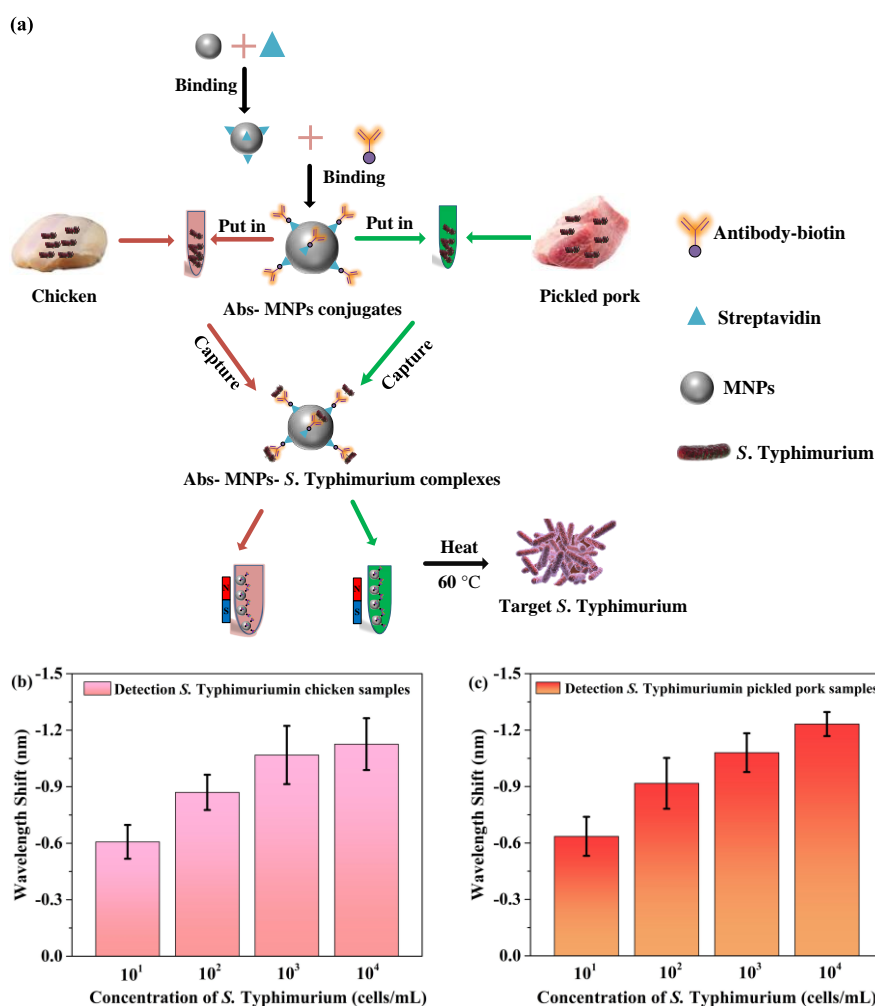 (a)
Binding
Binding
Put in
Put in
Chicken
Abs- MNPs conjugates
Pickled pork
Antibody-biotin
Streptavidin
MNPs
S. Typhimurium
Capture
Capture
Abs- MNPs- S. Typhimurium complexes
N
S
N
S
Heat
60 °C
Target S. Typhimurium
(b)
Detection S. Typhimuriumin chicken samples
Wavelength Shift (nm)
-1.5
-1.2
-0.9
-0.6
-0.3
0.0
10¹ 10² 10³ 10⁴
Concentration of S. Typhimurium (cells/mL)
(c)
Detection S. Typhimuriumin pickled pork samples
Wavelength Shift (nm)
-1.5
-1.2
-0.9
-0.6
-0.3
0.0
10¹ 10² 10³ 10⁴
Concentration of S. Typhimurium (cells/mL)